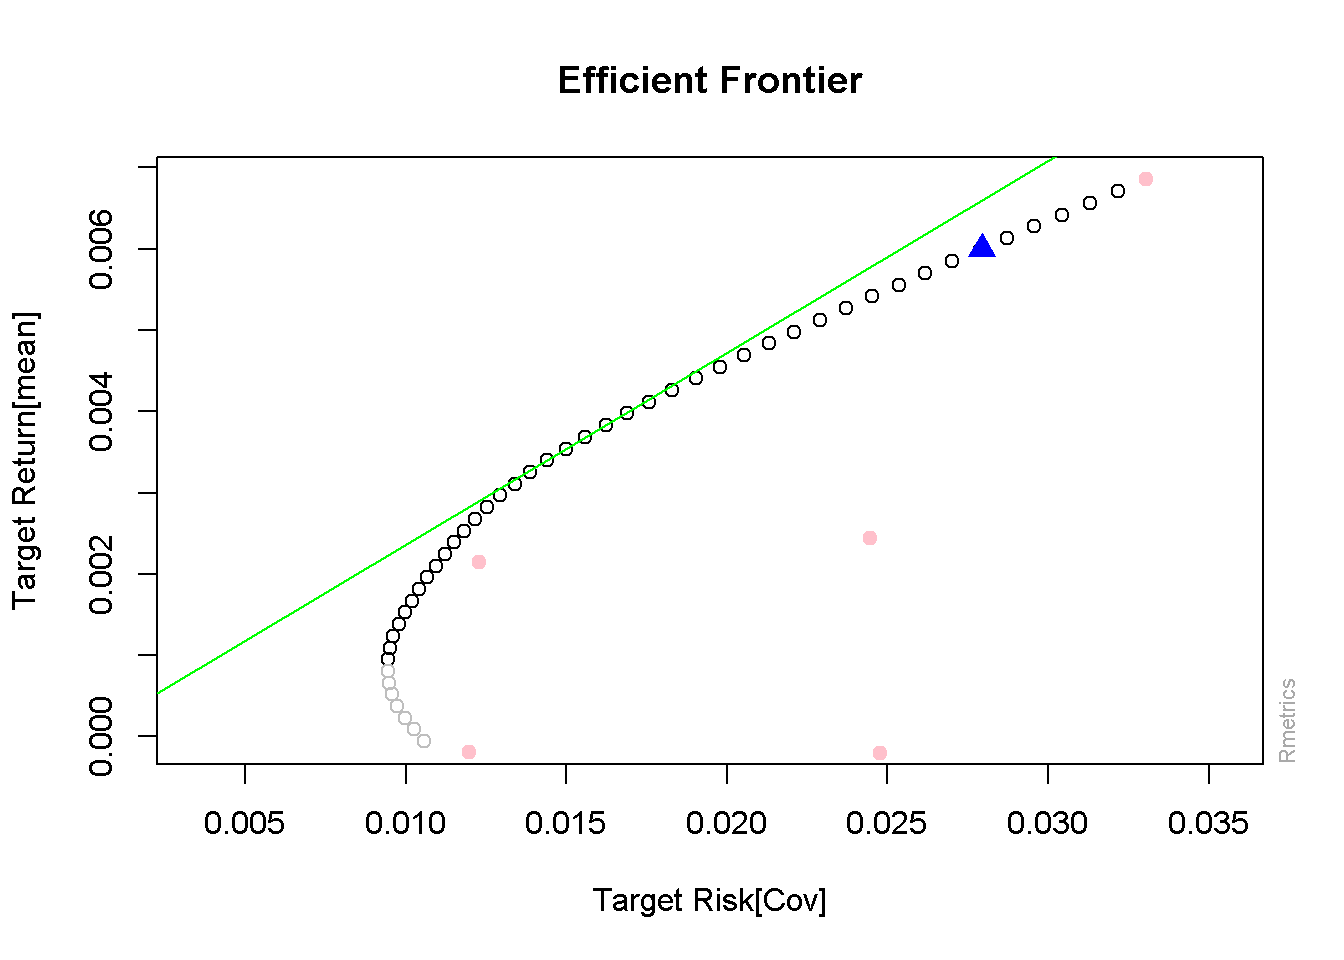 Efficient Frontier
Target Return[mean]
0.006
0.004
0.002
0.000
0.005 0.010 0.015 0.020 0.025 0.030 0.035
Target Risk[Cov]
Rmetrics